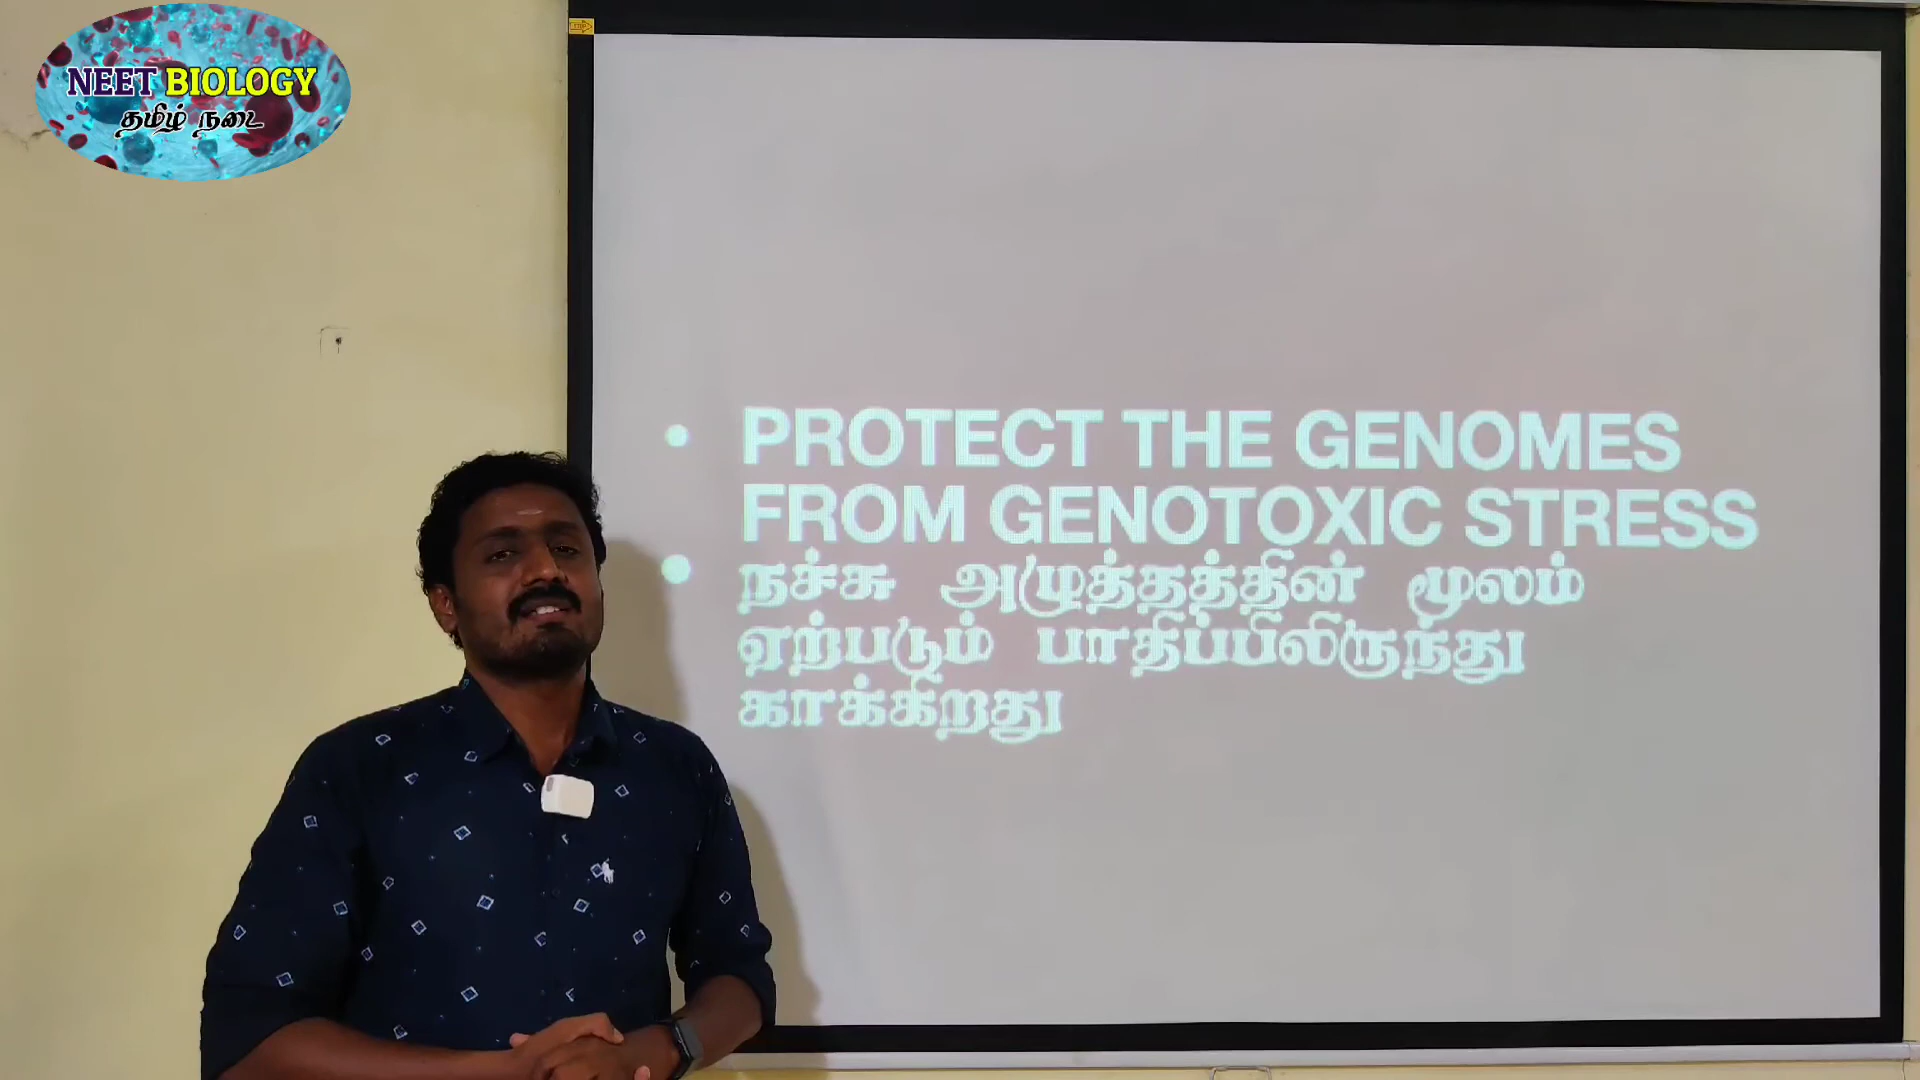 NEET BIOLOGY
தமிழ் நடை
• PROTECT THE GENOMES
FROM GENOTOXIC STRESS
• நச்சு அழுத்தத்தின் மூலம்
ஏற்படும் பாதிப்பிலிருந்து
காக்கிறது